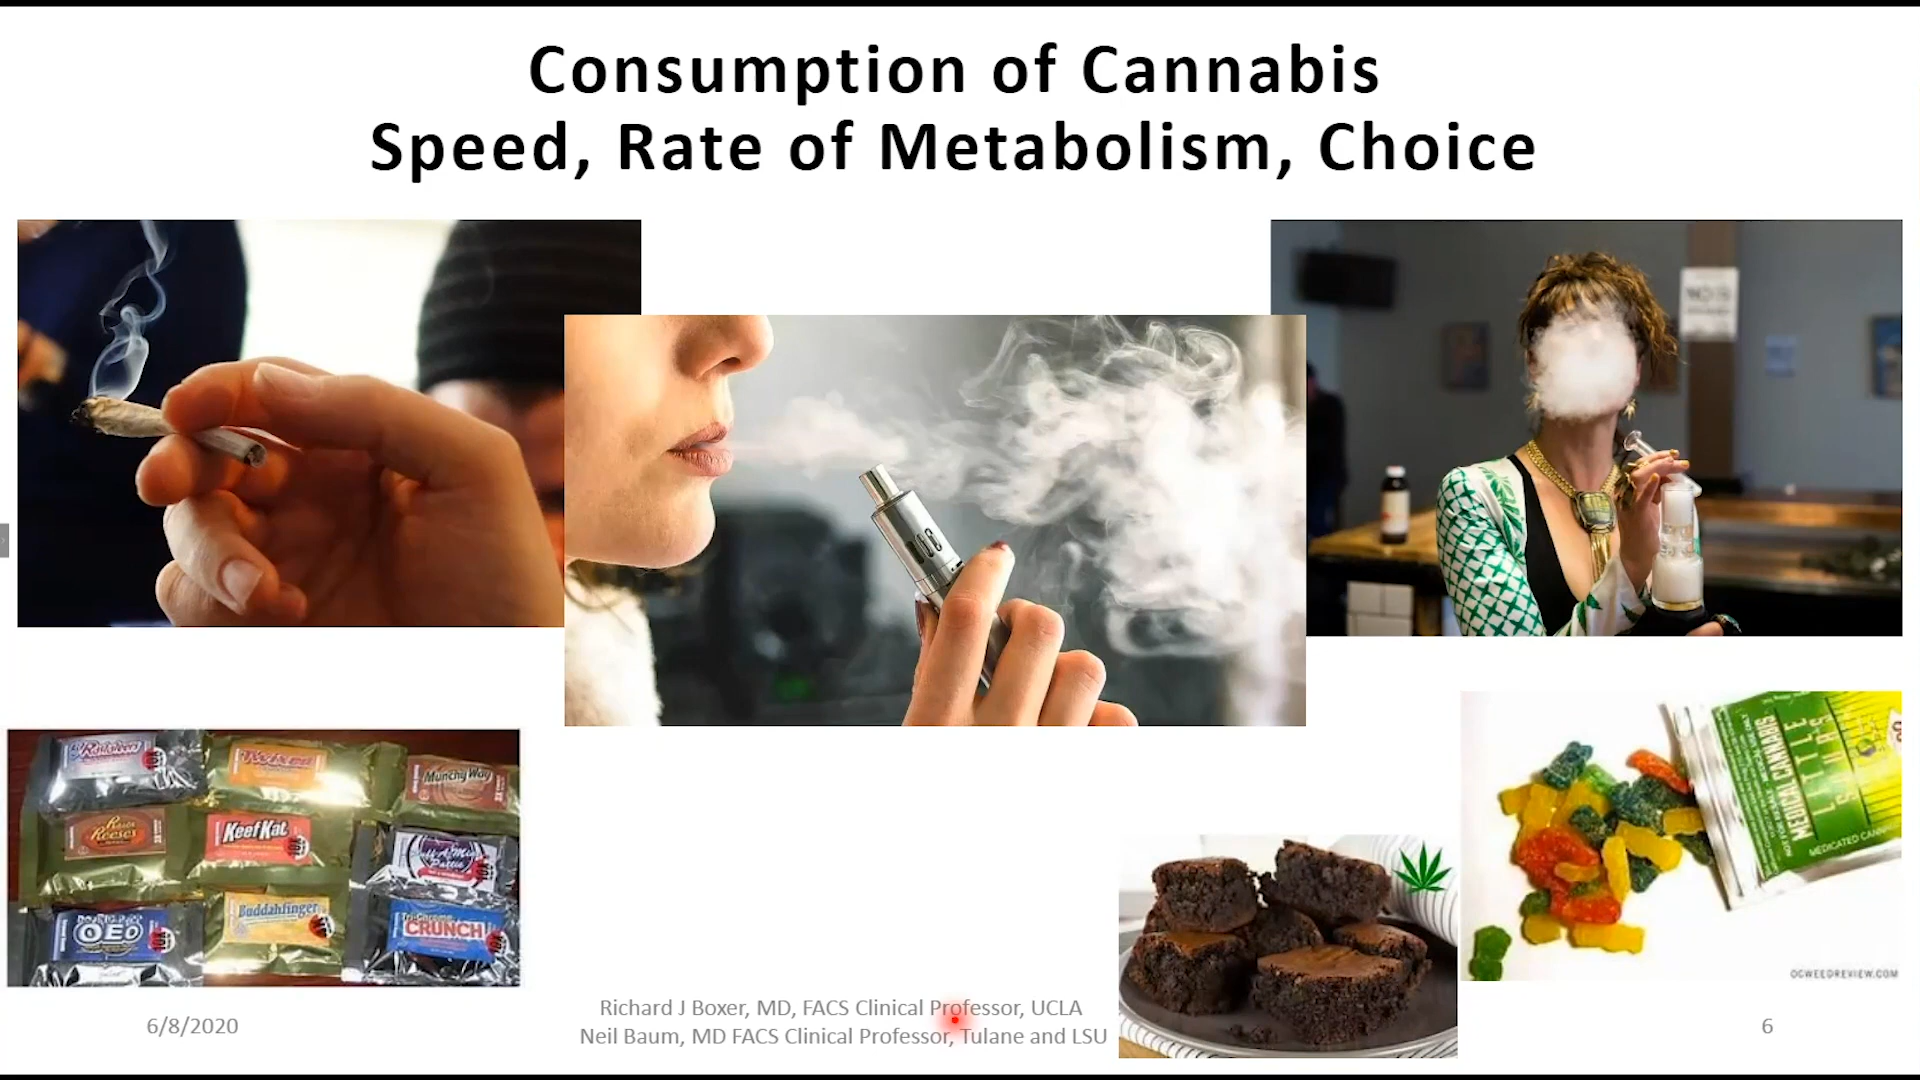 Consumption of Cannabis
Speed, Rate of Metabolism, Choice
Munchy Way
Reeses
KeefKat
Buddahfinger
CRUNCH
MEDICAL CANNABIS
MEDICATED
OCWEEDREVIEW.COM
6/8/2020
Richard J Boxer, MD, FACS Clinical Professor, UCLA
Neil Baum, MD FACS Clinical Professor, Tulane and LSU
6